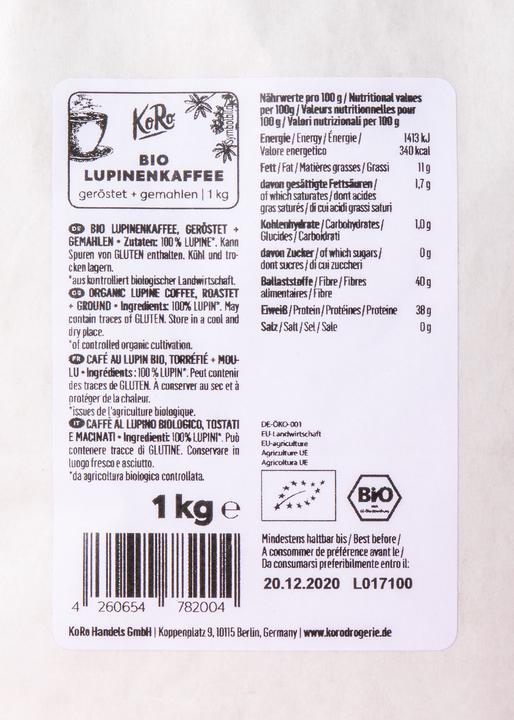 KoRo
Symbolbild
BIO
LUPINENKAFFEE
geröstet + gemahlen | 1 kg
DE BIO LUPINENKAFFEE, GERÖSTET +
GEMAHLEN • Zutaten: 100 % LUPINE*. Kann
Spuren von GLUTEN enthalten. Kühl und tro-
cken lagern.
*aus kontrolliert biologischer Landwirtschaft.
GB ORGANIC LUPINE COFFEE, ROASTET
+ GROUND • Ingredients: 100% LUPIN*. May
contain traces of GLUTEN. Store in a cool and
dry place.
*of controlled organic cultivation.
FR CAFÉ AU LUPIN BIO, TORRÉFIÉ + MOU-
LU • Ingrédients : 100 % LUPIN*. Peut contenir
des traces de GLUTEN. À conserver au sec et à
protéger de la chaleur.
*issues de l'agriculture biologique.
IT CAFFÈ AL LUPINO BIOLOGICO, TOSTATI
E MACINATI • Ingredienti: 100% LUPINI*. Può
contenere tracce di GLUTINE. Conservare in
luogo fresco e asciutto.
*da agricoltura biologica controllata.
1 kg e
4 260654 782004
Nährwerte pro 100 g / Nutritional values
per 100g / Valeurs nutritionnelles pour
100 g / Valori nutrizionali per 100 g
Energie / Energy / Énergie / 1413 kJ
Valore energetico 340 kcal
Fett / Fat / Matières grasses / Grassi 11 g
davon gesättigte Fettsäuren / 1,7 g
of which saturates / dont acides
gras saturés / di cui acidi grassi saturi
Kohlenhydrate / Carbohydrates / 1,0 g
Glucides / Carboidrati
davon Zucker / of which sugars / 0 g
dont sucres / di cui zuccheri
Ballaststoffe / Fibre / Fibres 40 g
alimentaires / Fibre
Eiweiß / Protein / Protéines / Proteine 38 g
Salz / Salt / Sel / Sale 0 g
DE-ÖKO-001
EU-Landwirtschaft
EU-agriculture
Agriculture UE
Agricoltura UE
Bio
Mindestens haltbar bis / Best before /
A consommer de préférence avant le /
Da consumarsi preferibilmente entro il:
20.12.2020 L017100
KoRo Handels GmbH | Koppenplatz 9, 10115 Berlin, Germany | www.korodrogerie.de